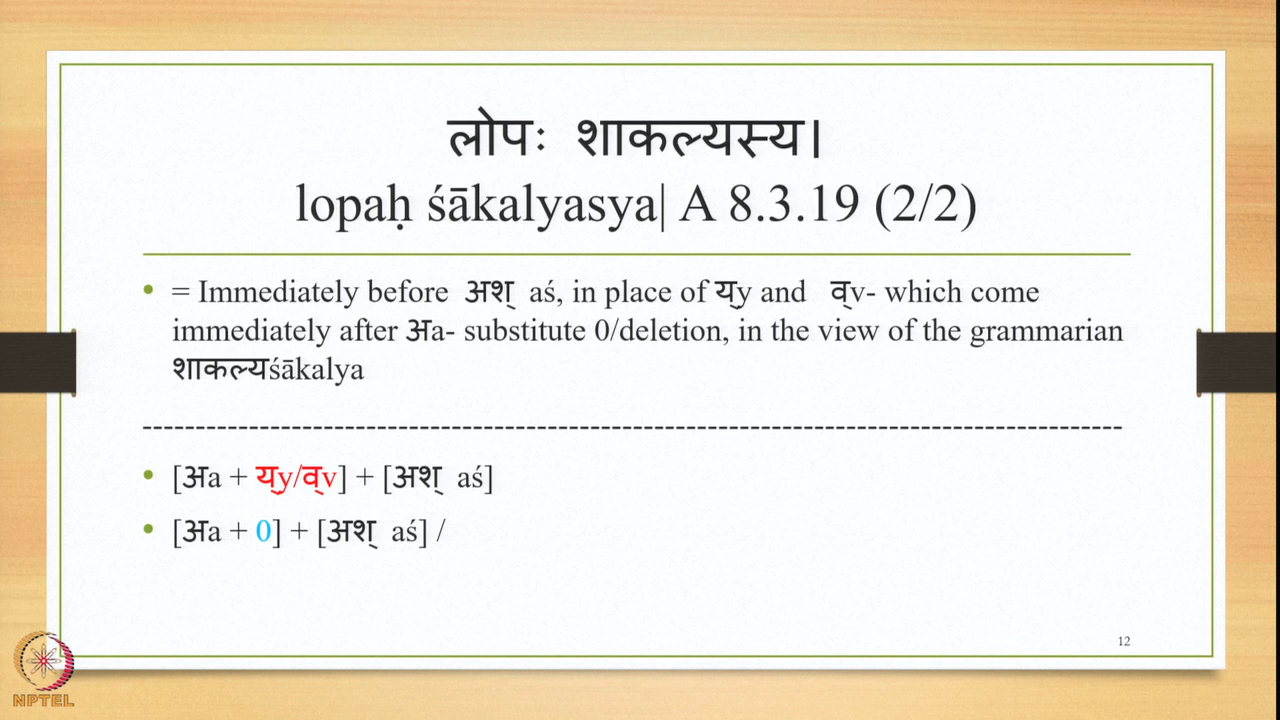 लोपः शाकल्यस्य।
lopaḥ śākalyasya| A 8.3.19 (2/2)
• = Immediately before अश् aś, in place of य्y and व्v- which come
immediately after अa- substitute 0/deletion, in the view of the grammarian
शाकल्यśākalya
---------------------------------------------------------------------------------------------
• [अa + य्y/व्v] + [अश् aś]
• [अa + 0] + [अश् aś] /
12
NPTEL